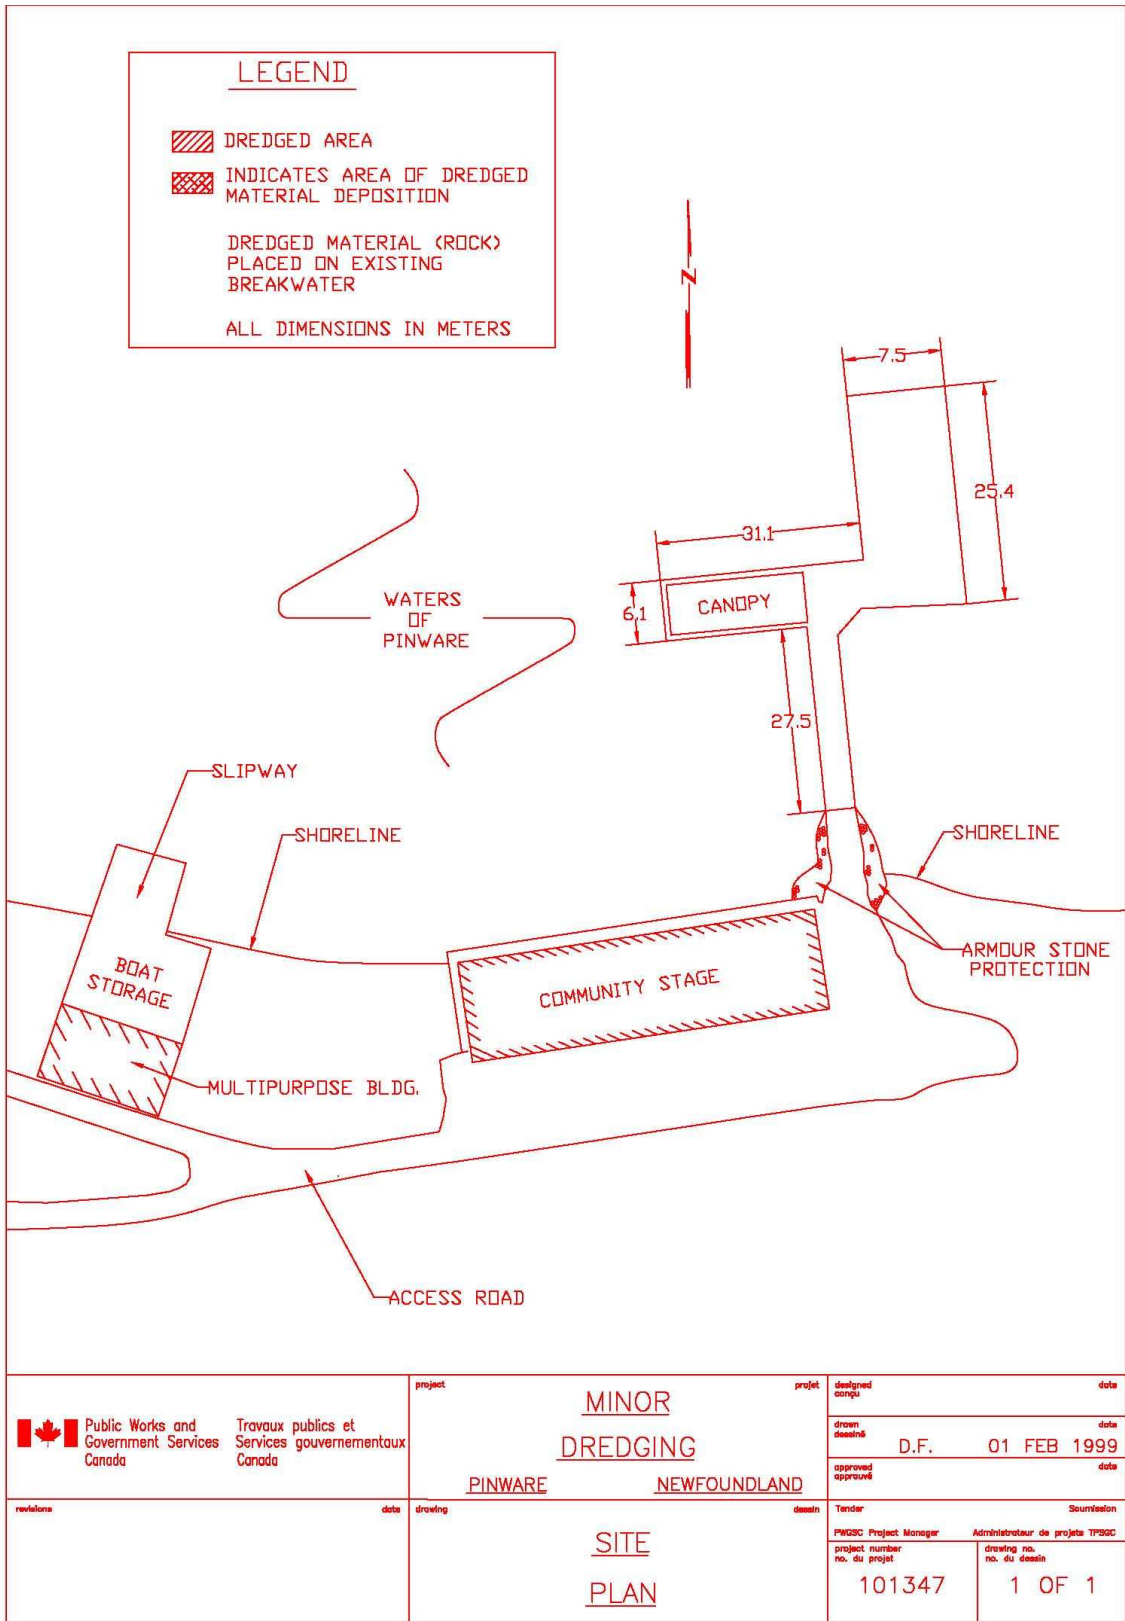 LEGEND
DREDGED AREA
INDICATES AREA OF DREDGED
MATERIAL DEPOSITION
DREDGED MATERIAL (ROCK)
PLACED ON EXISTING
BREAKWATER
ALL DIMENSIONS IN METERS
N
7.5
25.4
31.1
CANOPY
6.1
WATERS
OF
PINWARE
27.5
SLIPWAY
SHORELINE
SHORELINE
BOAT
STORAGE
COMMUNITY STAGE
ARMOUR STONE
PROTECTION
MULTIPURPOSE BLDG.
ACCESS ROAD
Public Works and
Government Services
Canada
Travaux publics et
Services gouvernementaux
Canada
project projet
MINOR
DREDGING
PINWARE NEWFOUNDLAND
designed date
conçu
drawn date
dessiné
D.F. 01 FEB 1999
approved date
approuvé
revisions date
drawing dessin
SITE
PLAN
Tender Soumission
PWGSC Project Manager Administrateur de projets TPSGC
project number
no. du projet
101347
drawing no.
no. du dessin
1 OF 1